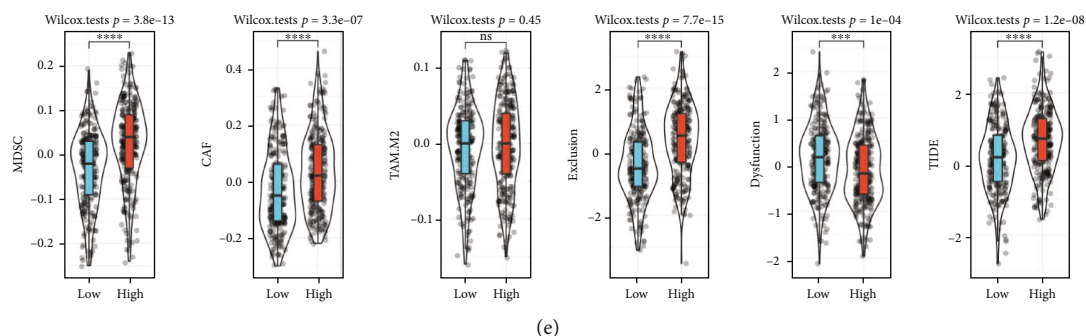 Wilcox.tests p = 3.8e–13 Wilcox.tests p = 3.3e–07 Wilcox.tests p = 0.45 Wilcox.tests p = 7.7e–15 Wilcox.tests p = 1e–04 Wilcox.tests p = 1.2e–08
**** **** ns **** *** ****
MDSC
0.2
0.1
0.0
−0.1
−0.2
Low High
CAF
0.4
0.2
0.0
−0.2
Low High
TAM.M2
0.1
0.0
−0.1
Low High
Exclusion
2
0
−2
Low High
Dysfunction
2
1
0
−1
−2
Low High
TIDE
2
0
−2
Low High
(e)